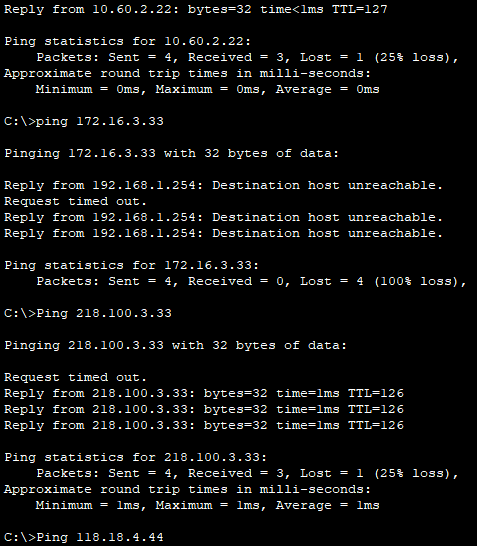 Reply from 10.60.2.22: bytes=32 time<1ms TTL=127
Ping statistics for 10.60.2.22:
Packets: Sent = 4, Received = 3, Lost = 1 (25% loss),
Approximate round trip times in milli-seconds:
Minimum = 0ms, Maximum = 0ms, Average = 0ms
C:\>ping 172.16.3.33
Pinging 172.16.3.33 with 32 bytes of data:
Reply from 192.168.1.254: Destination host unreachable.
Request timed out.
Reply from 192.168.1.254: Destination host unreachable.
Reply from 192.168.1.254: Destination host unreachable.
Ping statistics for 172.16.3.33:
Packets: Sent = 4, Received = 0, Lost = 4 (100% loss),
C:\>Ping 218.100.3.33
Pinging 218.100.3.33 with 32 bytes of data:
Request timed out.
Reply from 218.100.3.33: bytes=32 time=1ms TTL=126
Reply from 218.100.3.33: bytes=32 time=1ms TTL=126
Reply from 218.100.3.33: bytes=32 time=1ms TTL=126
Ping statistics for 218.100.3.33:
Packets: Sent = 4, Received = 3, Lost = 1 (25% loss),
Approximate round trip times in milli-seconds:
Minimum = 1ms, Maximum = 1ms, Average = 1ms
C:\>Ping 118.18.4.44